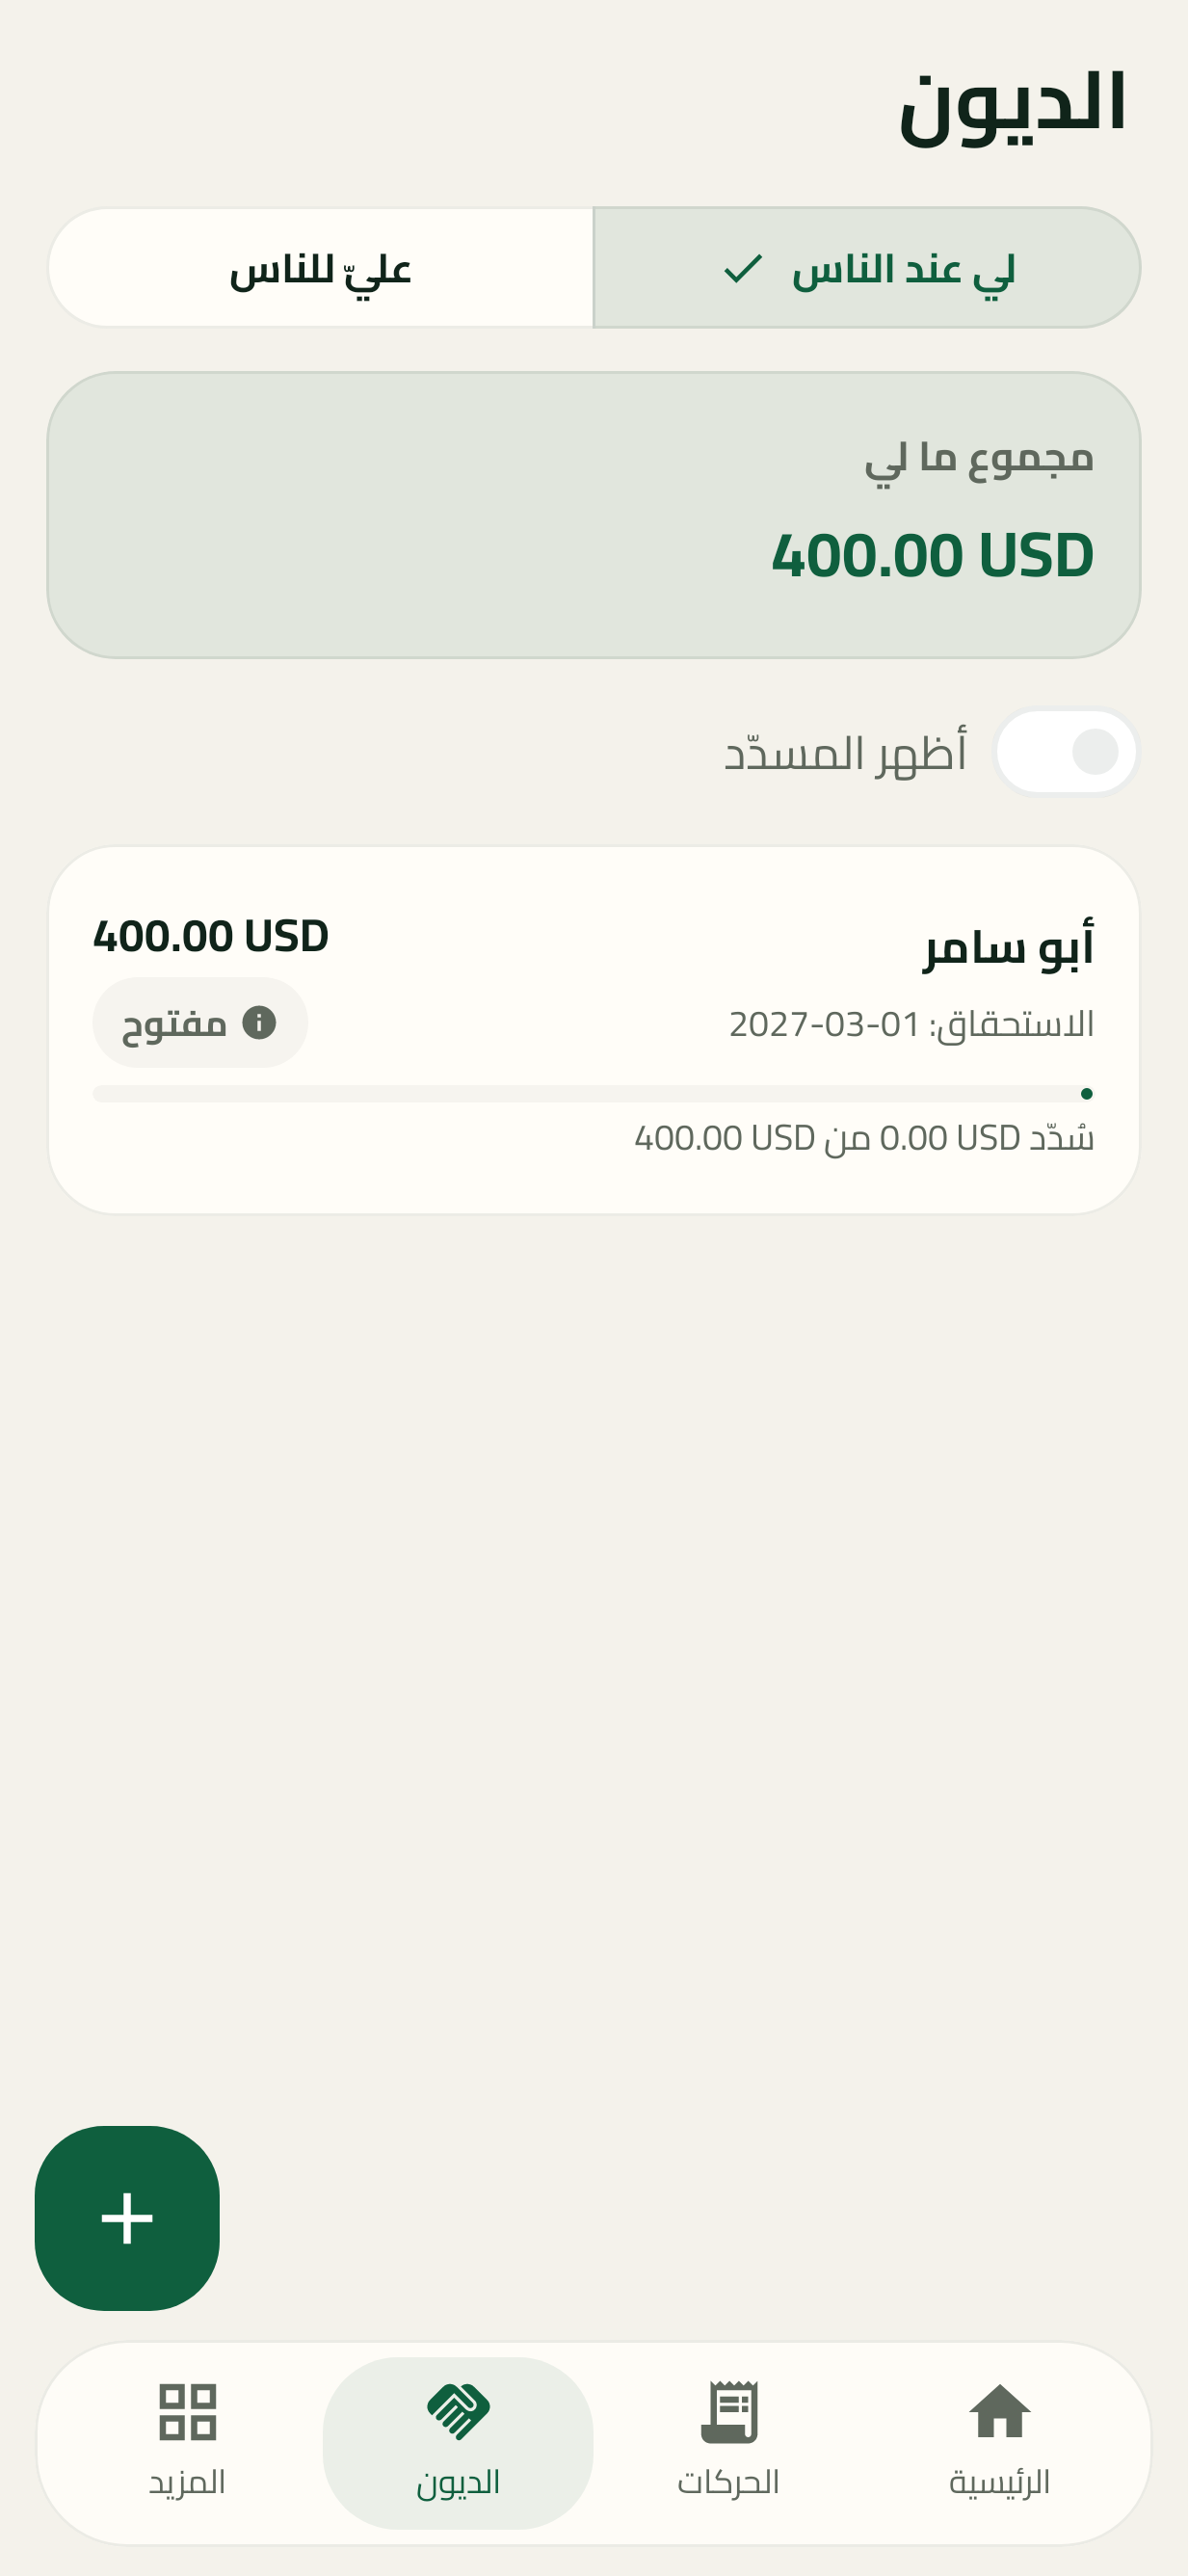 الديون
لي عند الناس
عليّ للناس
مجموع ما لي
400.00 USD
أظهر المسدّد
أبو سامر
400.00 USD
الاستحقاق: 2027-03-01
مفتوح
سُدّد 0.00 USD من 400.00 USD
الرئيسية
الحركات
الديون
المزيد